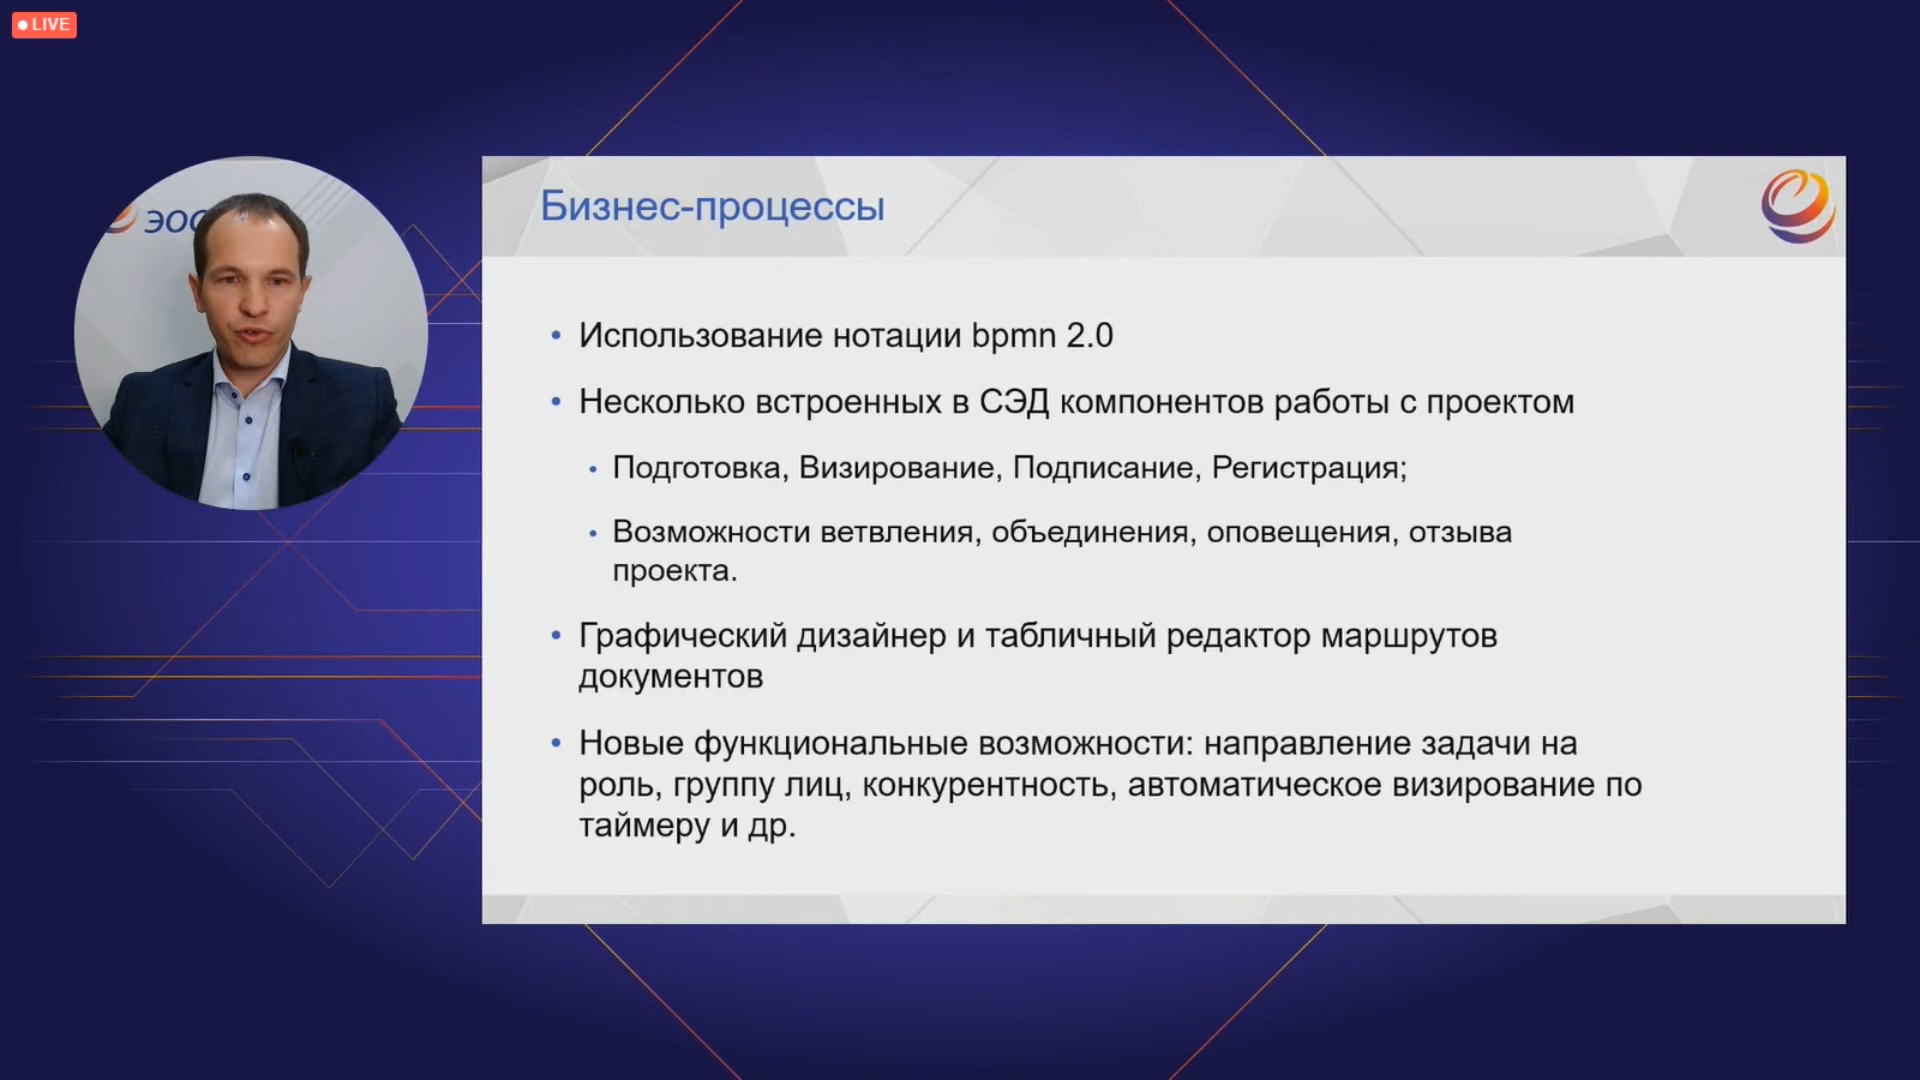 LIVE
ЭОС
Бизнес-процессы
• Использование нотации bpmn 2.0
• Несколько встроенных в СЭД компонентов работы с проектом
• Подготовка, Визирование, Подписание, Регистрация;
• Возможности ветвления, объединения, оповещения, отзыва
проекта.
• Графический дизайнер и табличный редактор маршрутов
документов
• Новые функциональные возможности: направление задачи на
роль, группу лиц, конкурентность, автоматическое визирование по
таймеру и др.